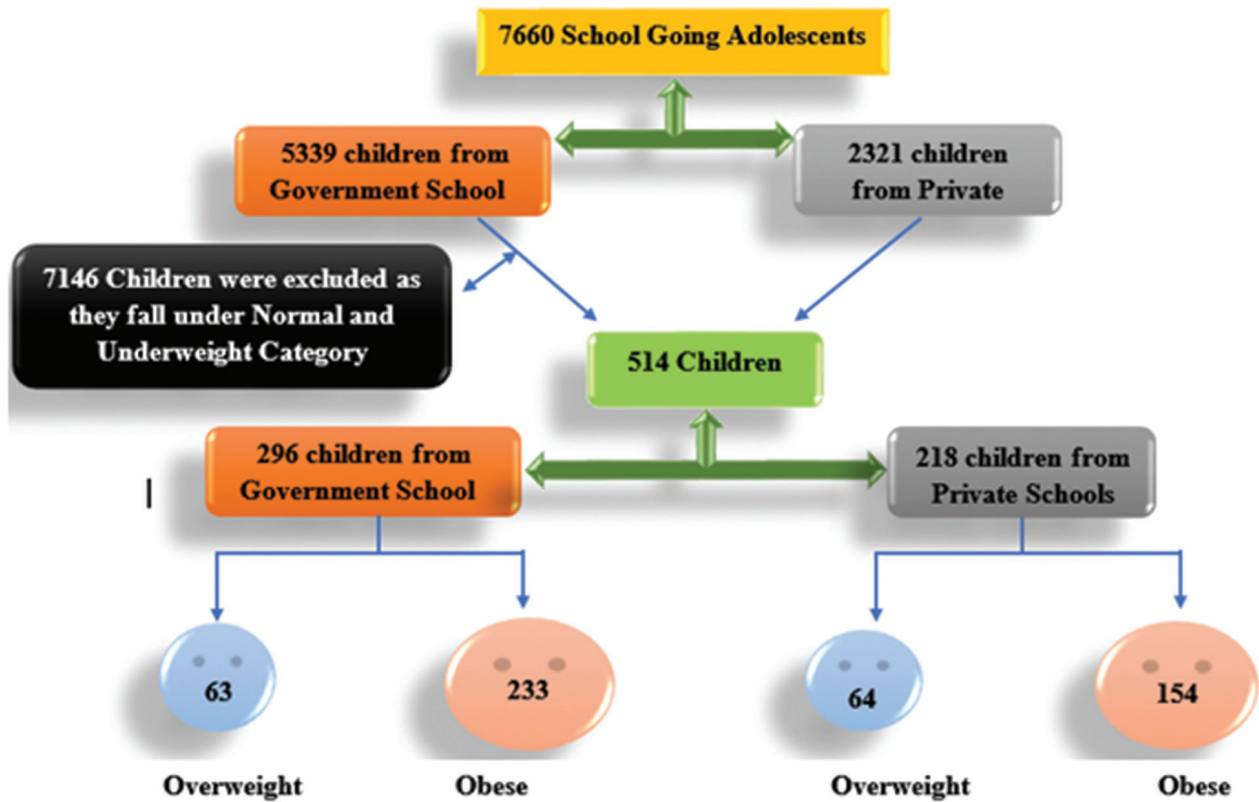 7660 School Going Adolescents
5339 children from
Government School
2321 children
from Private
7146 Children were excluded as
they fall under Normal and
Underweight Category
514 Children
296 children from
Government School
218 children from
Private Schools
63
233
64
154
Overweight
Obese
Overweight
Obese